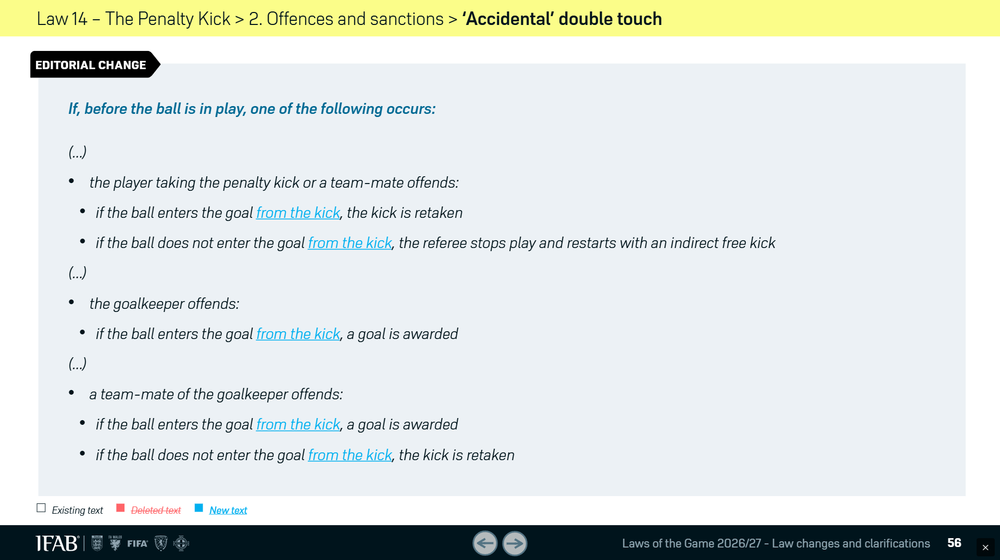 Law 14 – The Penalty Kick > 2. Offences and sanctions > ‘Accidental’ double touch
EDITORIAL CHANGE
If, before the ball is in play, one of the following occurs:
(...)
• the player taking the penalty kick or a team-mate offends:
• if the ball enters the goal from the kick, the kick is retaken
• if the ball does not enter the goal from the kick, the referee stops play and restarts with an indirect free kick
(...)
• the goalkeeper offends:
• if the ball enters the goal from the kick, a goal is awarded
(...)
• a team-mate of the goalkeeper offends:
• if the ball enters the goal from the kick, a goal is awarded
• if the ball does not enter the goal from the kick, the kick is retaken
Existing text Deleted text New text
IFAB® FA WALES FIFA® Laws of the Game 2026/27 - Law changes and clarifications 56